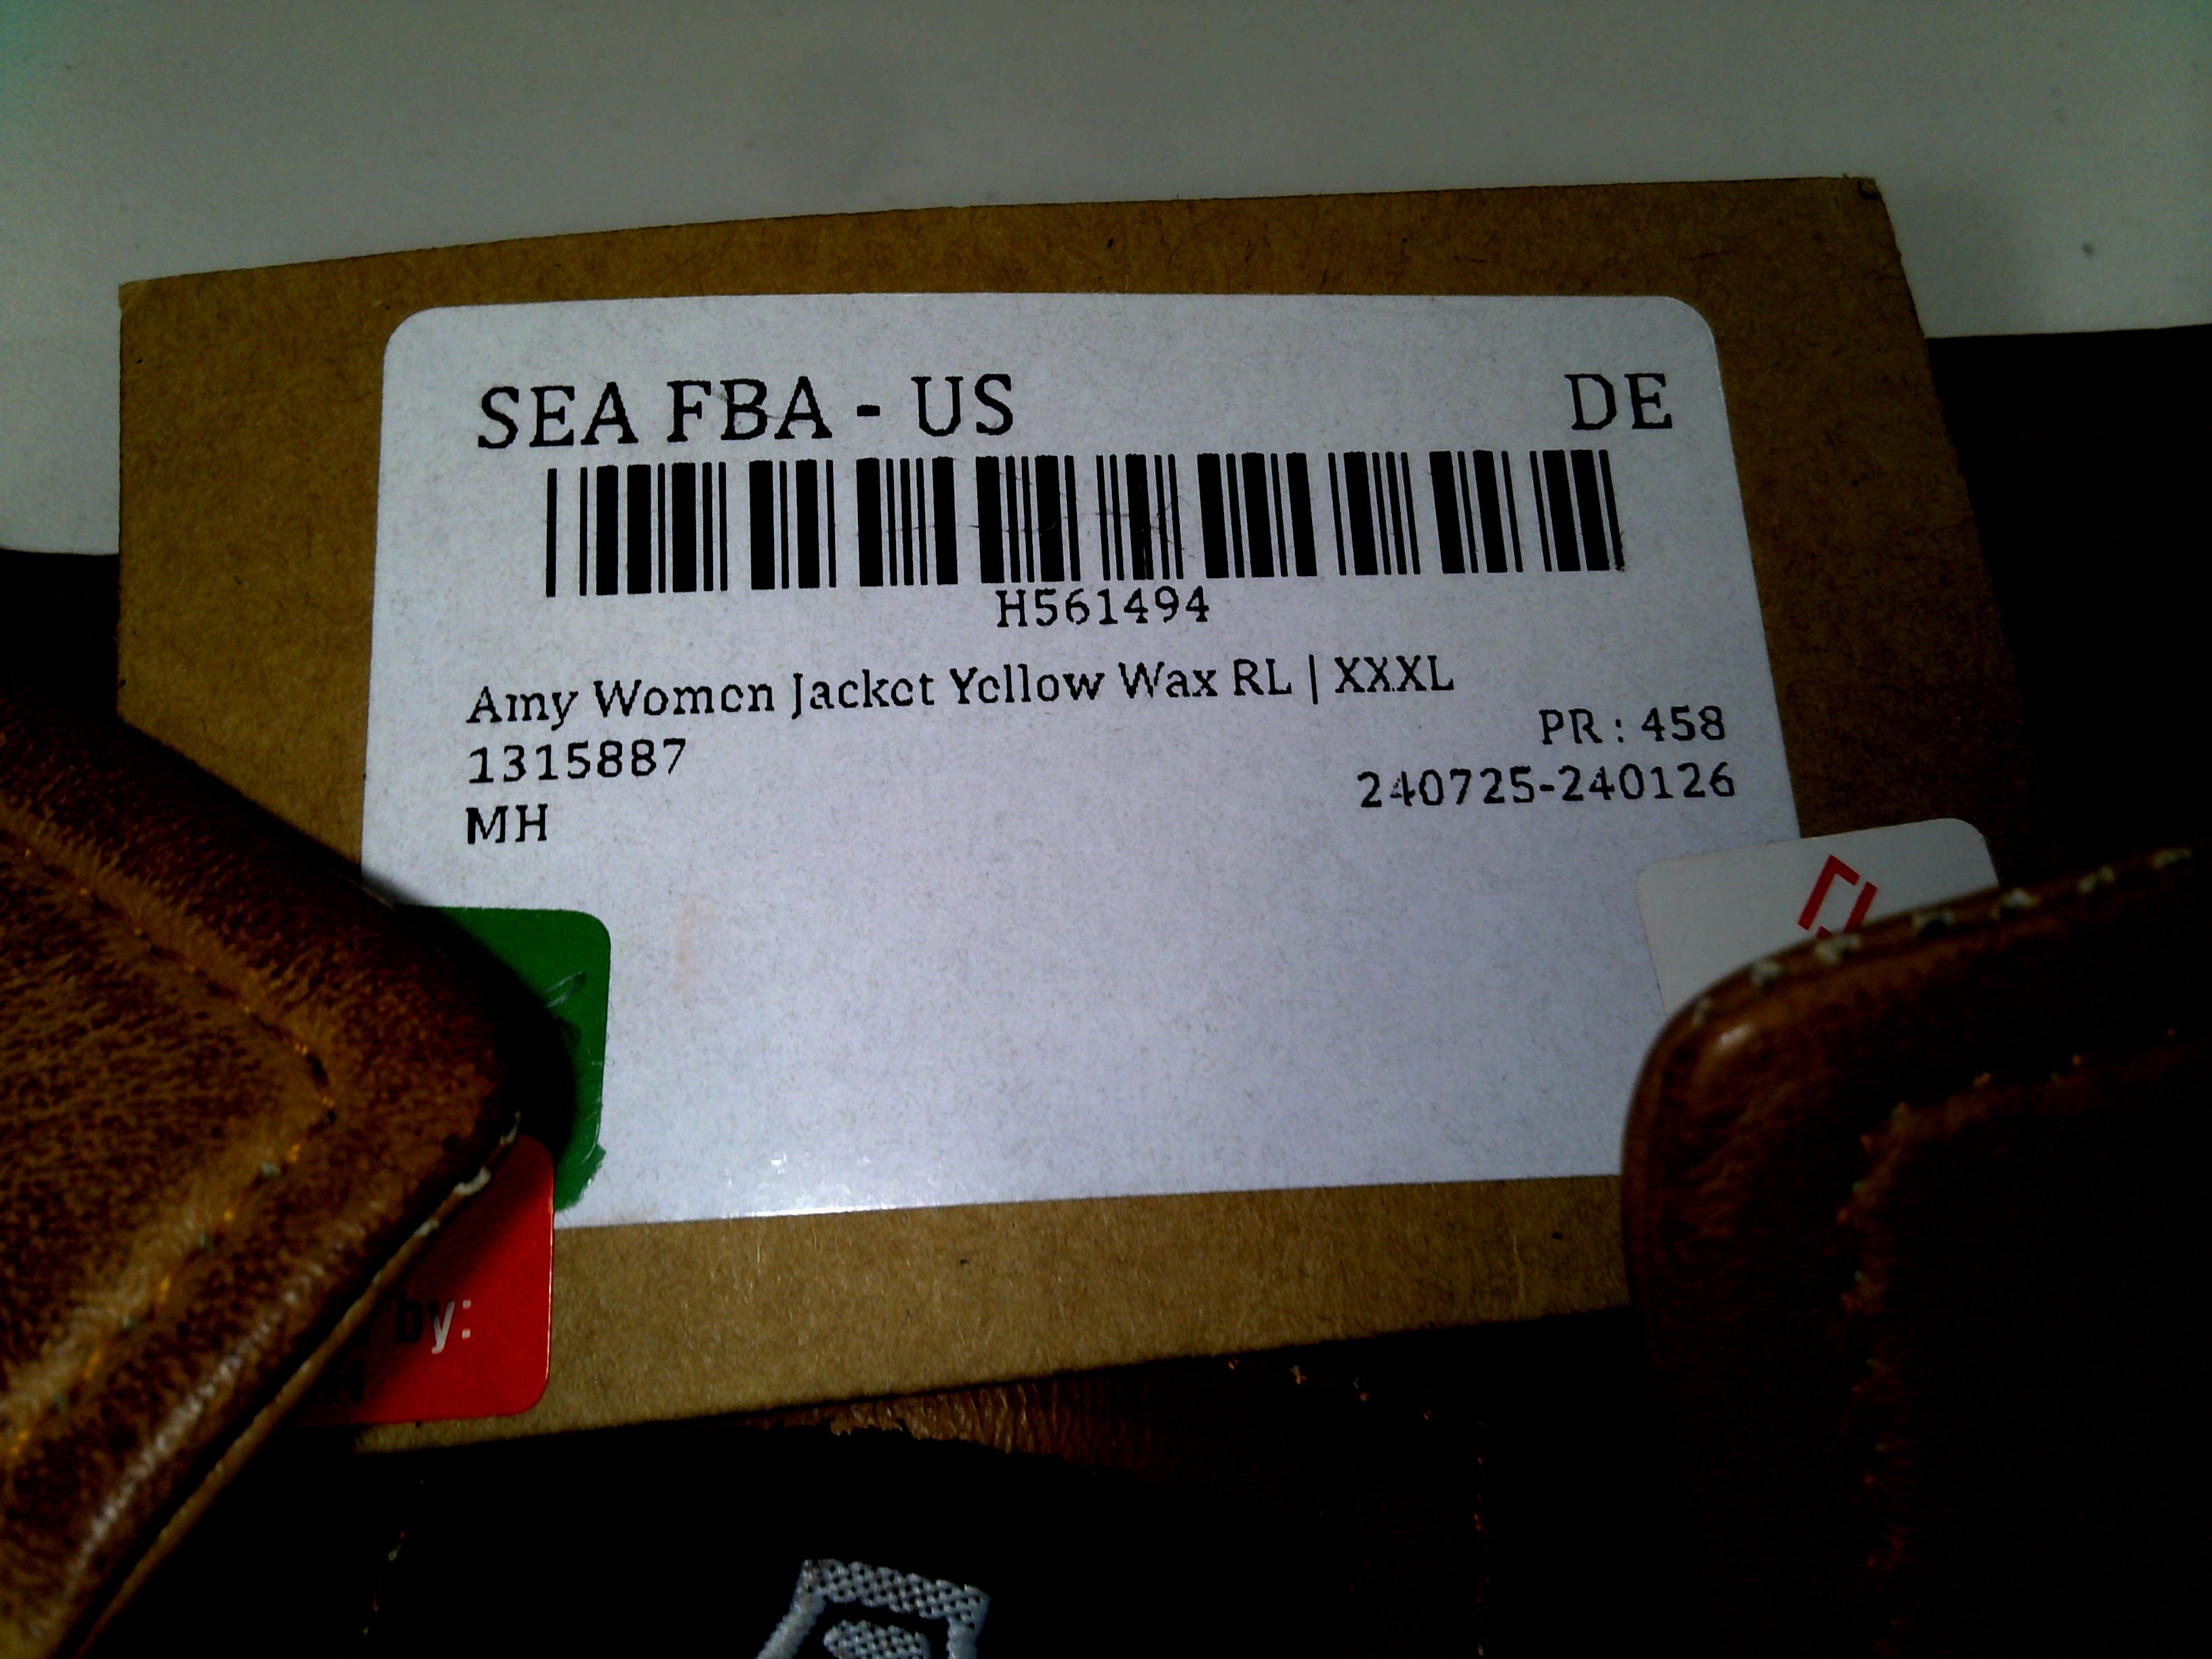 SEA FBA - US DE
H561494
Amy Women Jacket Yellow Wax RL | XXXL
PR : 458
1315887
240725-240126
MH
by: